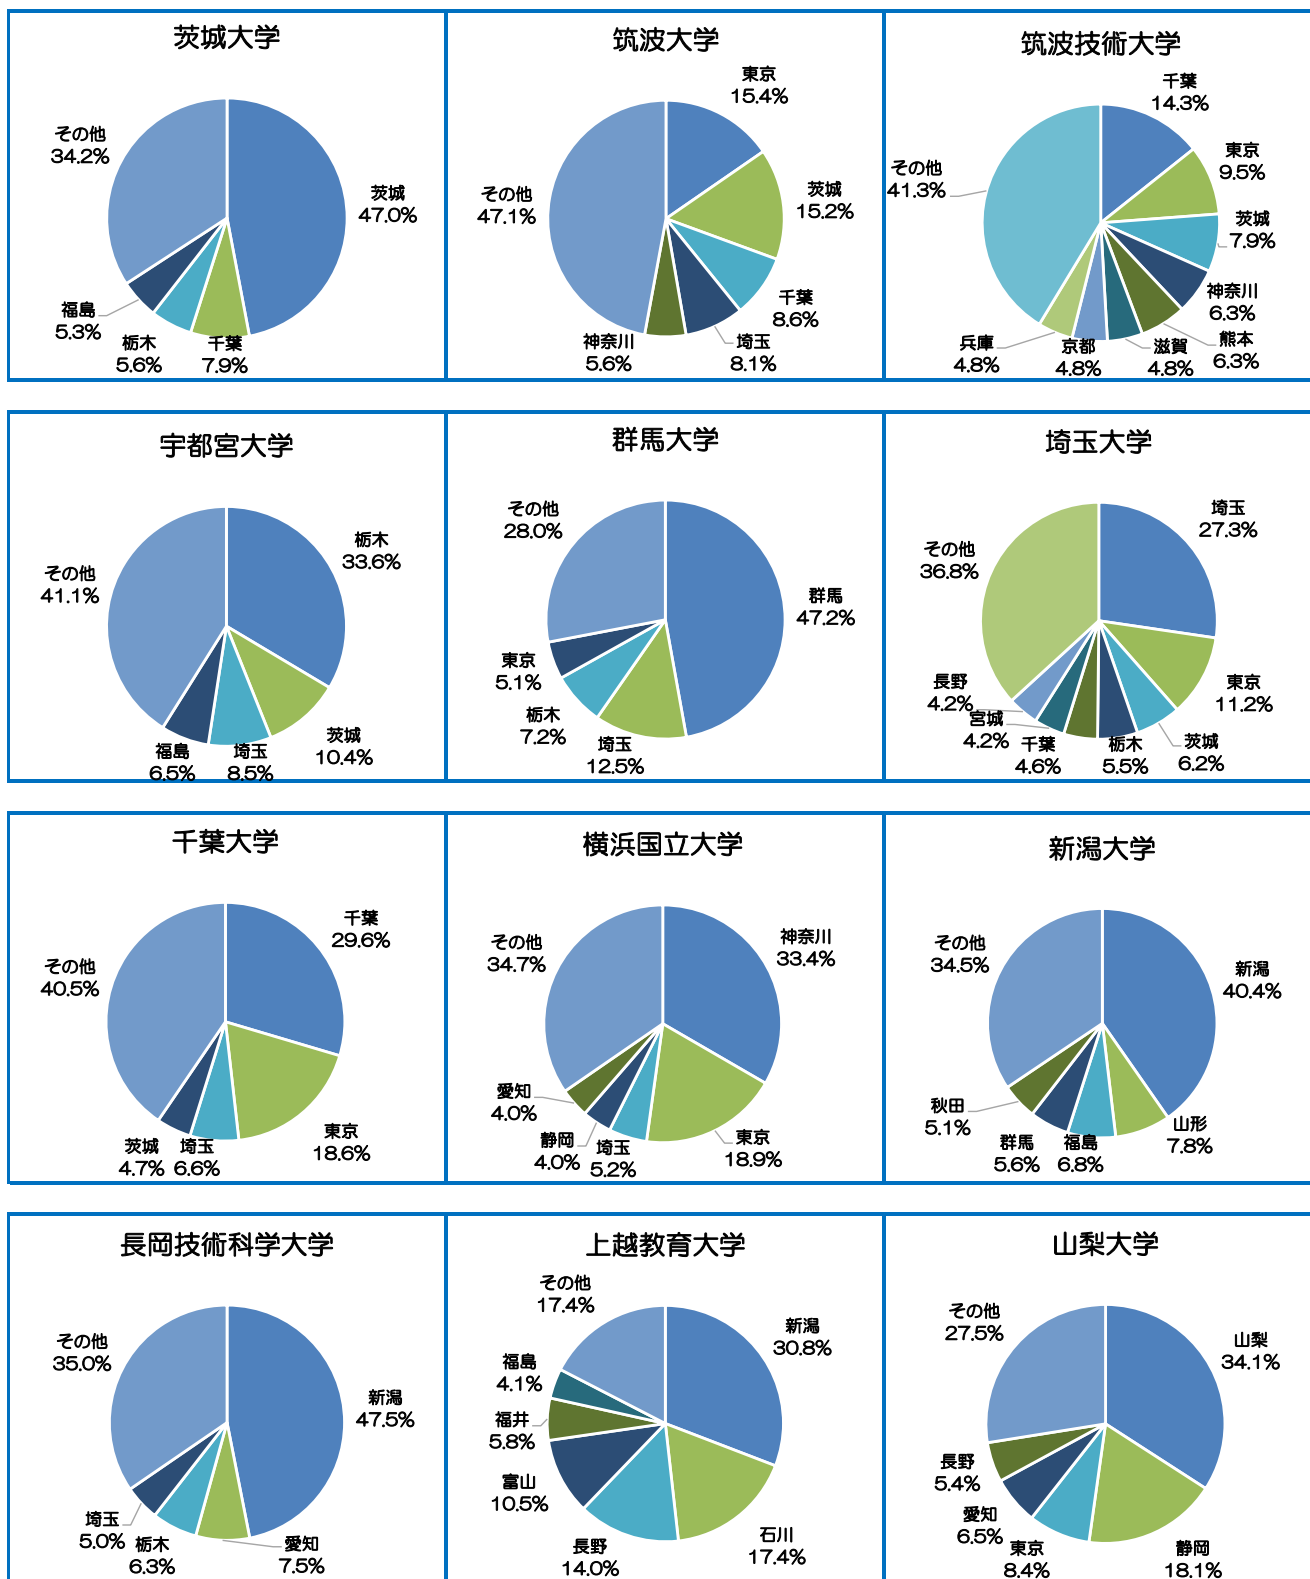 茨城大学
その他
34.2%
茨城
47.0%
福島
5.3%
栃木
5.6%
千葉
7.9%
筑波大学
東京
15.4%
その他
47.1%
茨城
15.2%
千葉
8.6%
神奈川
5.6%
埼玉
8.1%
筑波技術大学
千葉
14.3%
東京
9.5%
その他
41.3%
茨城
7.9%
神奈川
6.3%
熊本
6.3%
兵庫
4.8%
京都
4.8%
滋賀
4.8%
宇都宮大学
栃木
33.6%
その他
41.1%
茨城
10.4%
福島
6.5%
埼玉
8.5%
群馬大学
その他
28.0%
群馬
47.2%
東京
5.1%
栃木
7.2%
埼玉
12.5%
埼玉大学
埼玉
27.3%
その他
36.8%
長野
4.2%
東京
11.2%
宮城
4.2%
千葉
4.6%
栃木
5.5%
茨城
6.2%
千葉大学
千葉
29.6%
その他
40.5%
東京
18.6%
茨城
4.7%
埼玉
6.6%
横浜国立大学
神奈川
33.4%
その他
34.7%
愛知
4.0%
静岡
4.0%
埼玉
5.2%
東京
18.9%
新潟大学
その他
34.5%
新潟
40.4%
秋田
5.1%
群馬
5.6%
福島
6.8%
山形
7.8%
長岡技術科学大学
その他
35.0%
新潟
47.5%
埼玉
5.0%
栃木
6.3%
愛知
7.5%
上越教育大学
その他
17.4%
新潟
30.8%
福島
4.1%
福井
5.8%
富山
10.5%
長野
14.0%
石川
17.4%
山梨大学
その他
27.5%
山梨
34.1%
長野
5.4%
愛知
6.5%
東京
8.4%
静岡
18.1%